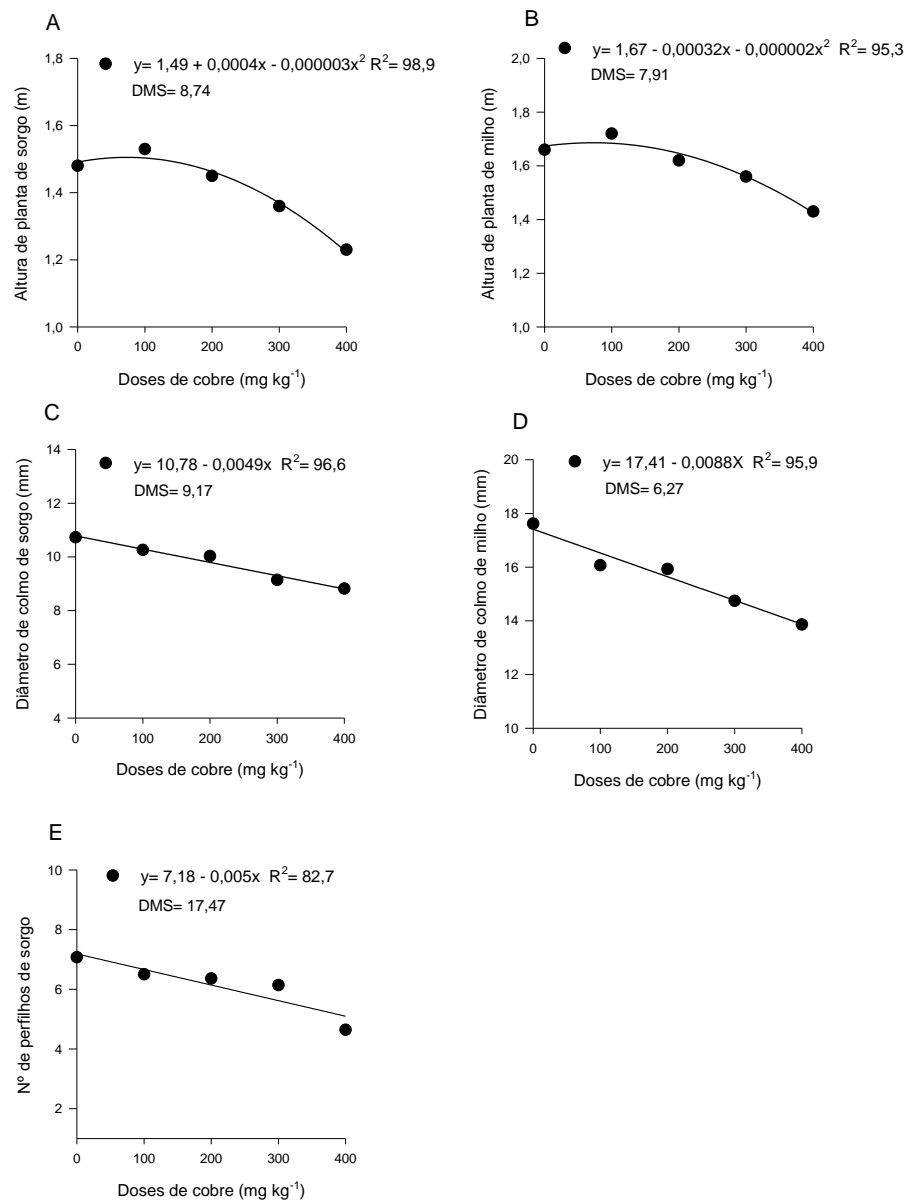 A
y= 1,49 + 0,0004x - 0,000003x² R²= 98,9
DMS= 8,74
Altura de planta de sorgo (m)
1,8
1,6
1,4
1,2
1,0
0 100 200 300 400
Doses de cobre (mg kg⁻¹)
B
y= 1,67 - 0,00032x - 0,000002x² R²= 95,3
DMS= 7,91
Altura de planta de milho (m)
2,0
1,8
1,6
1,4
1,2
1,0
0 100 200 300 400
Doses de cobre (mg kg⁻¹)
C
y= 10,78 - 0,0049x R²= 96,6
DMS= 9,17
Diâmetro de colmo de sorgo (mm)
14
12
10
8
6
4
0 100 200 300 400
Doses de cobre (mg kg⁻¹)
D
y= 17,41 - 0,0088X R²= 95,9
DMS= 6,27
Diâmetro de colmo de milho (mm)
20
18
16
14
12
10
0 100 200 300 400
Doses de cobre (mg kg⁻¹)
E
y= 7,18 - 0,005x R²= 82,7
DMS= 17,47
Nº de perfilhos de sorgo
10
8
6
4
2
0 100 200 300 400
Doses de cobre (mg kg⁻¹)